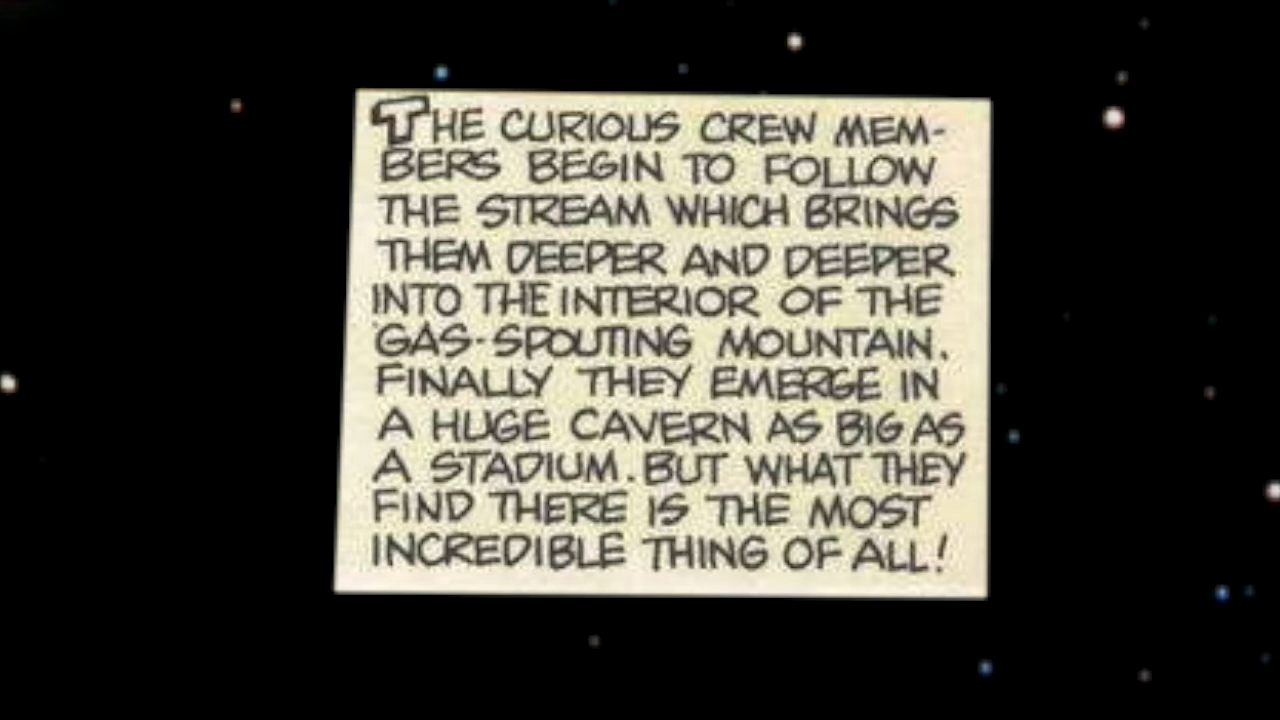 THE CURIOUS CREW MEM-
BERS BEGIN TO FOLLOW
THE STREAM WHICH BRINGS
THEM DEEPER AND DEEPER
INTO THE INTERIOR OF THE
GAS-SPOUTING MOUNTAIN.
FINALLY THEY EMERGE IN
A HUGE CAVERN AS BIG AS
A STADIUM. BUT WHAT THEY
FIND THERE IS THE MOST
INCREDIBLE THING OF ALL!